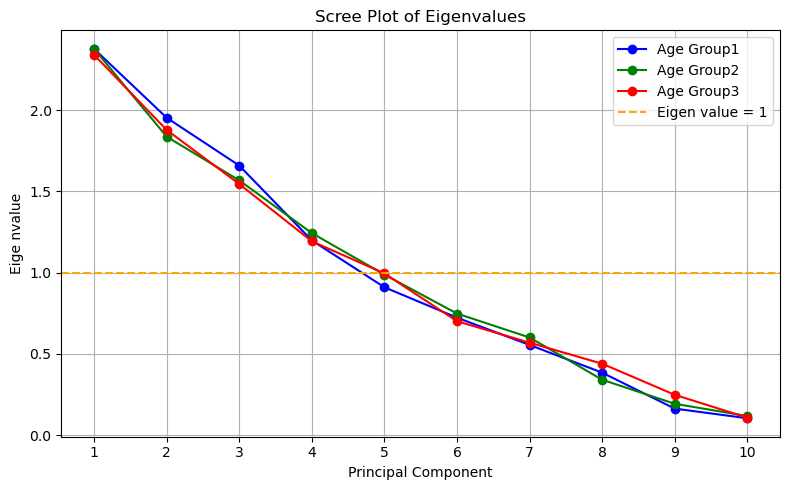 Scree Plot of Eigenvalues
Age Group1
Age Group2
Age Group3
Eigen value = 1
Eige nvalue
2.0
1.5
1.0
0.5
0.0
1 2 3 4 5 6 7 8 9 10
Principal Component